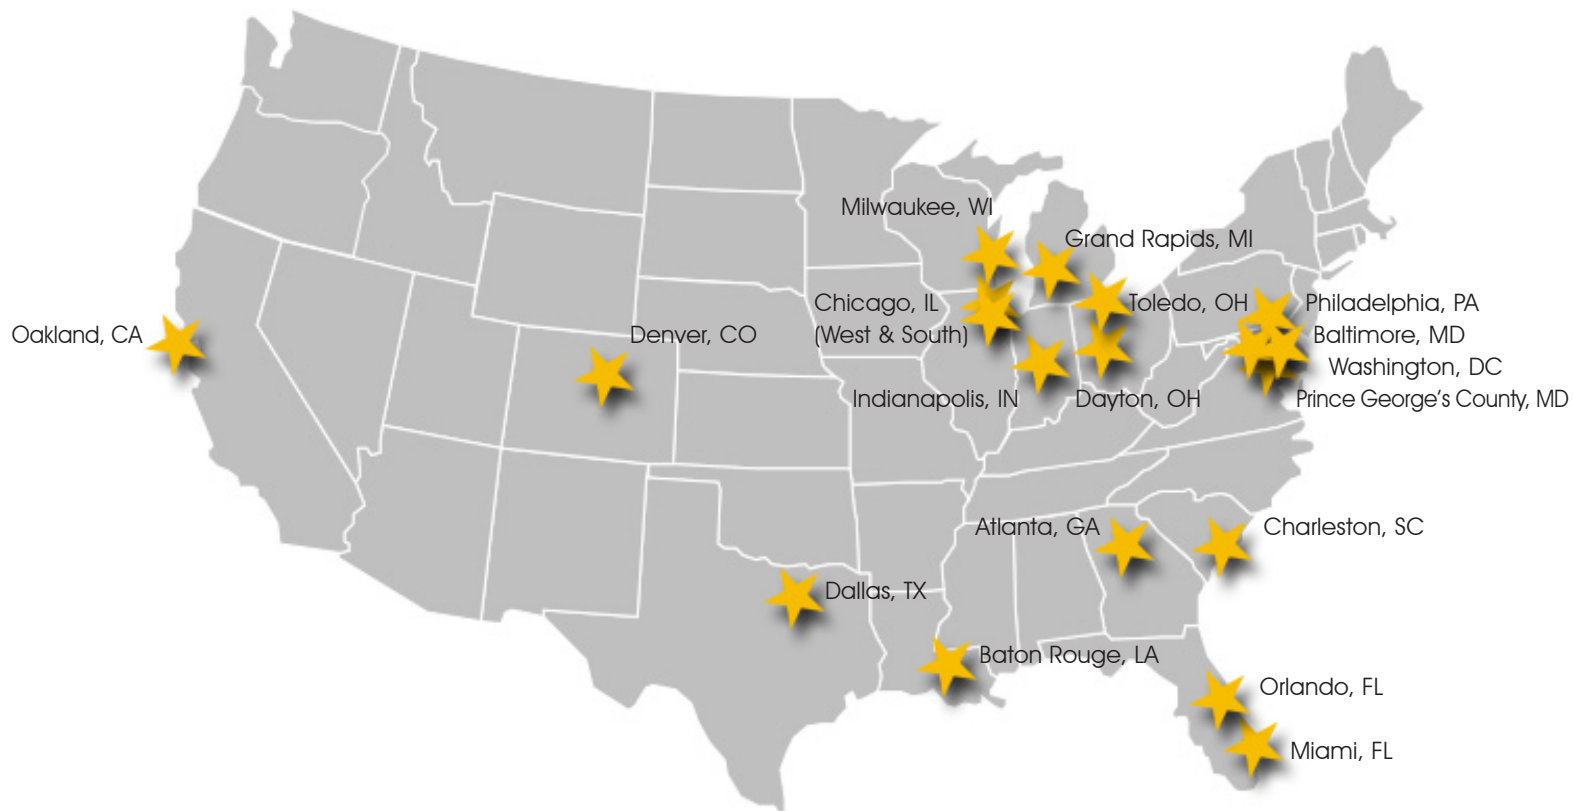 Milwaukee, WI
Grand Rapids, MI
Chicago, IL
(West & South)
Toledo, OH
Philadelphia, PA
Oakland, CA
Denver, CO
Baltimore, MD
Washington, DC
Indianapolis, IN
Dayton, OH
Prince George's County, MD
Atlanta, GA
Charleston, SC
Dallas, TX
Baton Rouge, LA
Orlando, FL
Miami, FL